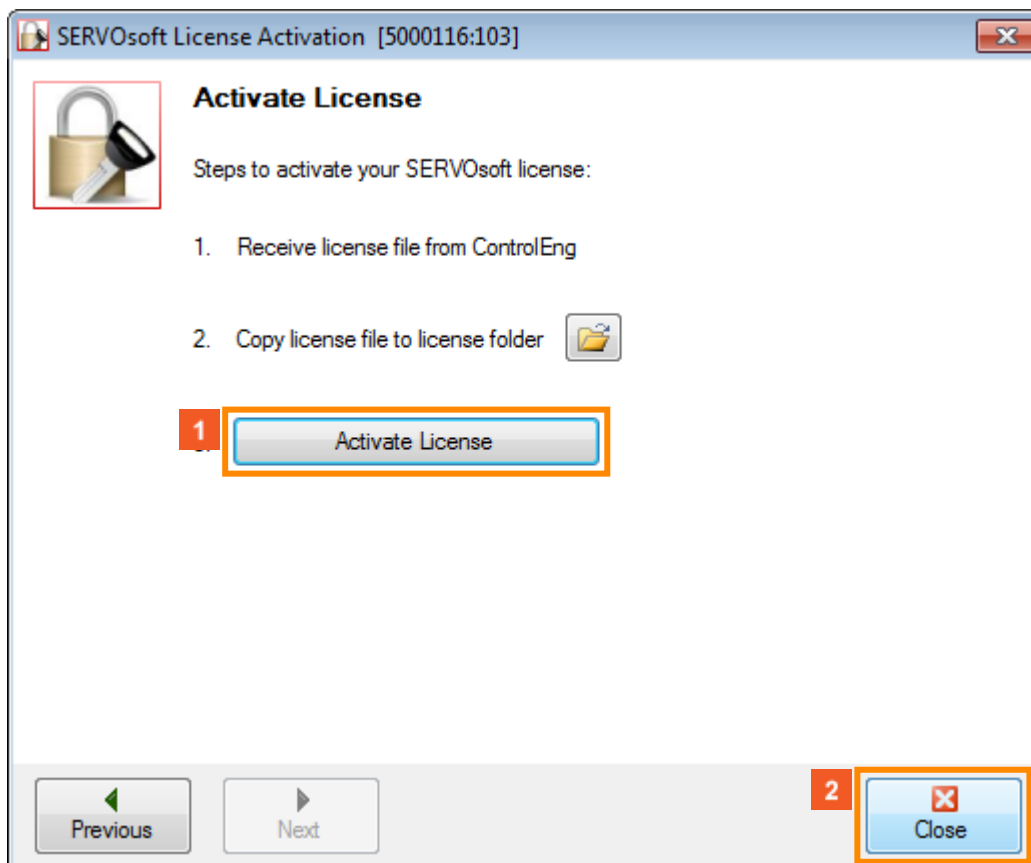 SERVOsoft License Activation [5000116:103]
Activate License
Steps to activate your SERVOsoft license:
1. Receive license file from ControlEng
2. Copy license file to license folder
1
Activate License
Previous
Next
2
Close